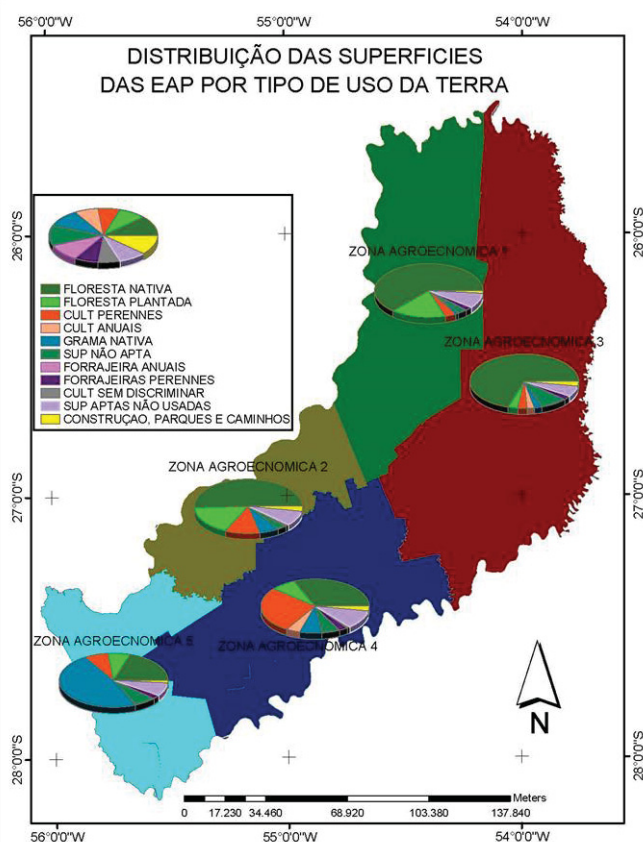 56°0'0"W
55°0'0"W
54°0'0"W
DISTRIBUIÇÃO DAS SUPERFICIES
DAS EAP POR TIPO DE USO DA TERRA
26°0'0"S
26°0'0"S
FLORESTA NATIVA
FLORESTA PLANTADA
CULT PERENNES
CULT ANUAIS
GRAMA NATIVA
SUP NÃO APTA
FORRAJEIRA ANUAIS
FORRAJEIRAS PERENNES
CULT SEM DISCRIMINAR
SUP APTAS NÃO USADAS
CONSTRUÇAO, PARQUES E CAMINHOS
ZONA AGROECNOMICA 1
ZONA AGROECNOMICA 3
ZONA AGROECNOMICA 2
27°0'0"S
27°0'0"S
ZONA AGROECNOMICA 4
ZONA AGROECNOMICA 5
N
28°0'0"S
28°0'0"S
Meters
0 17.230 34.460 68.920 103.380 137.840
56°0'0"W
55°0'0"W
54°0'0"W